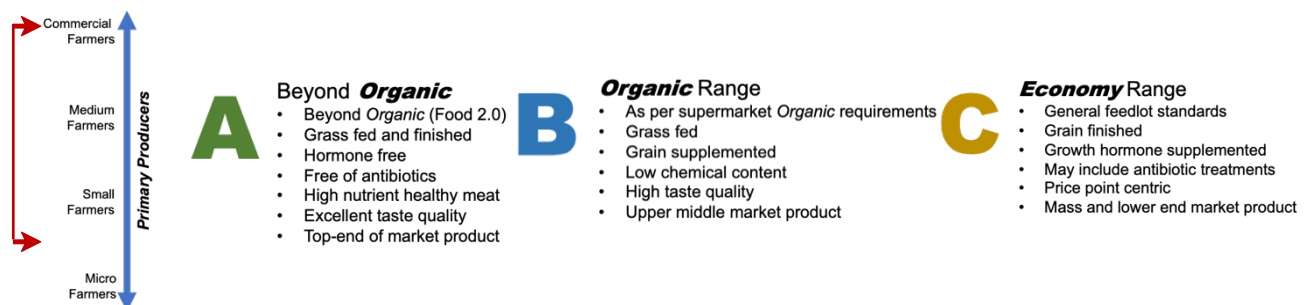 Commercial
Farmers
Medium
Farmers
Small
Farmers
Micro
Farmers
Primary Producers
A
Beyond Organic
• Beyond Organic (Food 2.0)
• Grass fed and finished
• Hormone free
• Free of antibiotics
• High nutrient healthy meat
• Excellent taste quality
• Top-end of market product
B
Organic Range
• As per supermarket Organic requirements
• Grass fed
• Grain supplemented
• Low chemical content
• High taste quality
• Upper middle market product
C
Economy Range
• General feedlot standards
• Grain finished
• Growth hormone supplemented
• May include antibiotic treatments
• Price point centric
• Mass and lower end market product